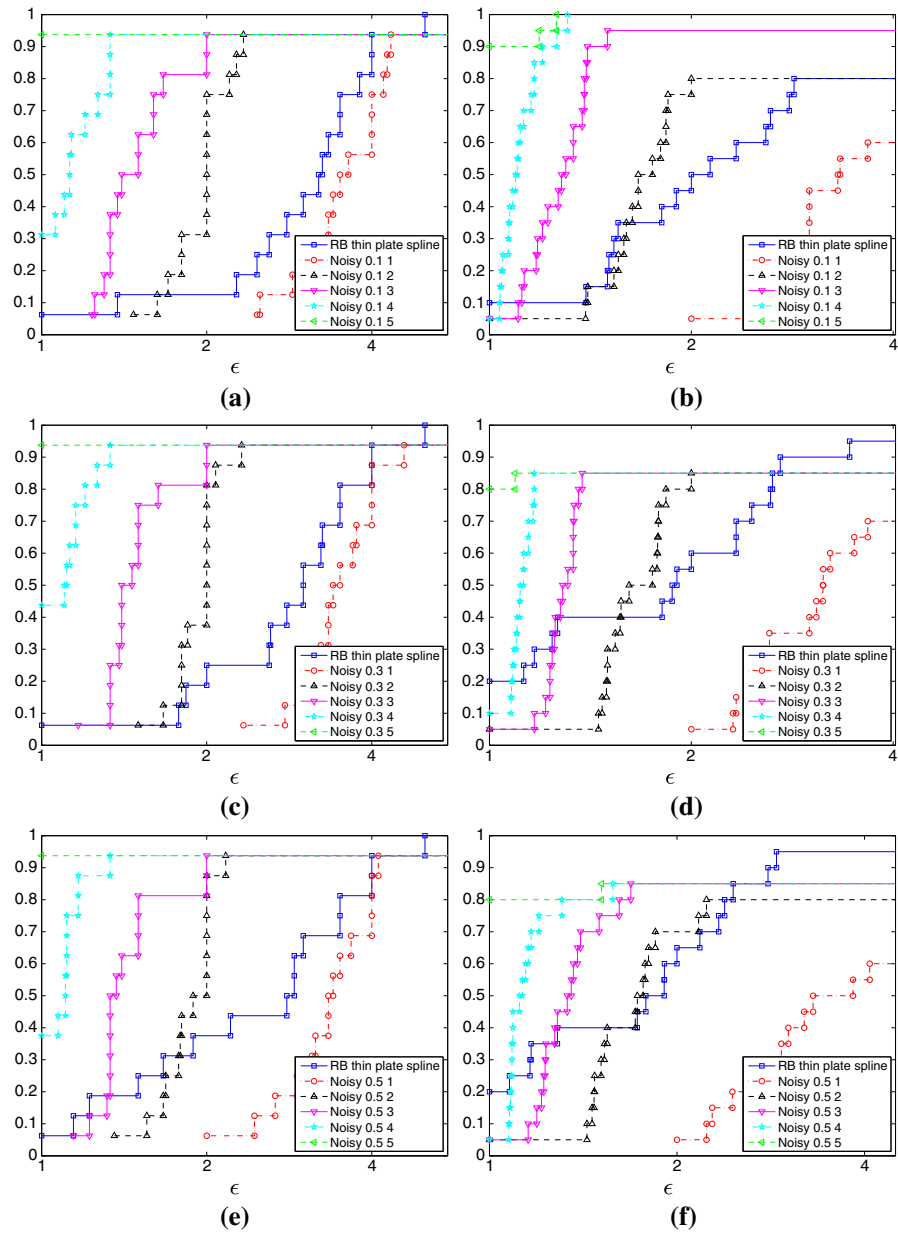 1
0.9
0.8
0.7
0.6
0.5
0.4
0.3
0.2
0.1
0
1
2
4
ϵ
RB thin plate spline
Noisy 0.1 1
Noisy 0.1 2
Noisy 0.1 3
Noisy 0.1 4
Noisy 0.1 5
(a)
1
0.9
0.8
0.7
0.6
0.5
0.4
0.3
0.2
0.1
0
1
2
4
ϵ
RB thin plate spline
Noisy 0.1 1
Noisy 0.1 2
Noisy 0.1 3
Noisy 0.1 4
Noisy 0.1 5
(b)
1
0.9
0.8
0.7
0.6
0.5
0.4
0.3
0.2
0.1
0
1
2
4
ϵ
RB thin plate spline
Noisy 0.3 1
Noisy 0.3 2
Noisy 0.3 3
Noisy 0.3 4
Noisy 0.3 5
(c)
1
0.9
0.8
0.7
0.6
0.5
0.4
0.3
0.2
0.1
0
1
2
4
ϵ
RB thin plate spline
Noisy 0.3 1
Noisy 0.3 2
Noisy 0.3 3
Noisy 0.3 4
Noisy 0.3 5
(d)
1
0.9
0.8
0.7
0.6
0.5
0.4
0.3
0.2
0.1
0
1
2
4
ϵ
RB thin plate spline
Noisy 0.5 1
Noisy 0.5 2
Noisy 0.5 3
Noisy 0.5 4
Noisy 0.5 5
(e)
1
0.9
0.8
0.7
0.6
0.5
0.4
0.3
0.2
0.1
0
1
2
4
ϵ
RB thin plate spline
Noisy 0.5 1
Noisy 0.5 2
Noisy 0.5 3
Noisy 0.5 4
Noisy 0.5 5
(f)